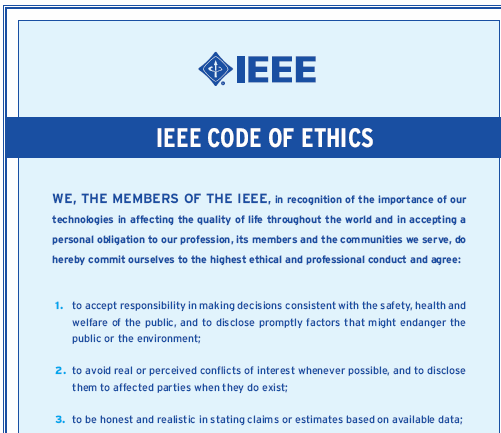 IEEE
IEEE CODE OF ETHICS
WE, THE MEMBERS OF THE IEEE, in recognition of the importance of our
technologies in affecting the quality of life throughout the world and in accepting a
personal obligation to our profession, its members and the communities we serve, do
hereby commit ourselves to the highest ethical and professional conduct and agree:
1. to accept responsibility in making decisions consistent with the safety, health and
welfare of the public, and to disclose promptly factors that might endanger the
public or the environment;
2. to avoid real or perceived conflicts of interest whenever possible, and to disclose
them to affected parties when they do exist;
3. to be honest and realistic in stating claims or estimates based on available data;